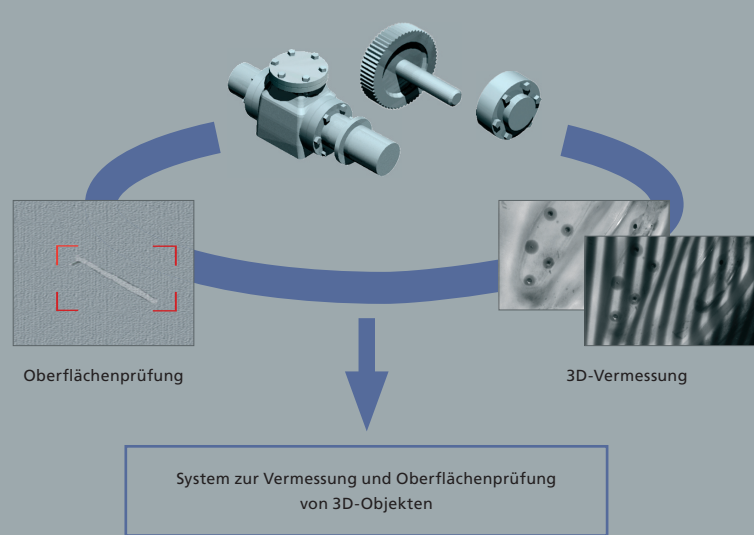 Oberflächenprüfung
3D-Vermessung
System zur Vermessung und Oberflächenprüfung
von 3D-Objekten